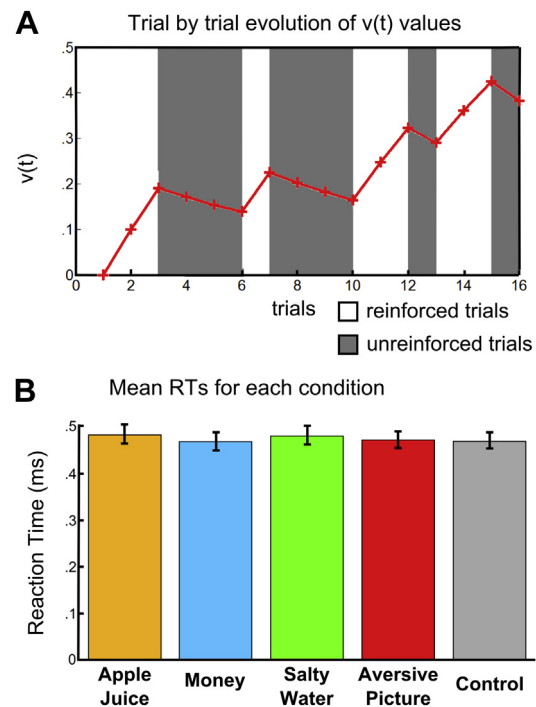 A
Trial by trial evolution of v(t) values
.5
.4
.3
.2
.1
0
v(t)
0 2 4 6 8 10 12 14 16
trials
reinforced trials
unreinforced trials
B
Mean RTs for each condition
.5
.4
.3
.2
.1
0
Reaction Time (ms)
Apple
Juice
Money
Salty
Water
Aversive
Picture
Control